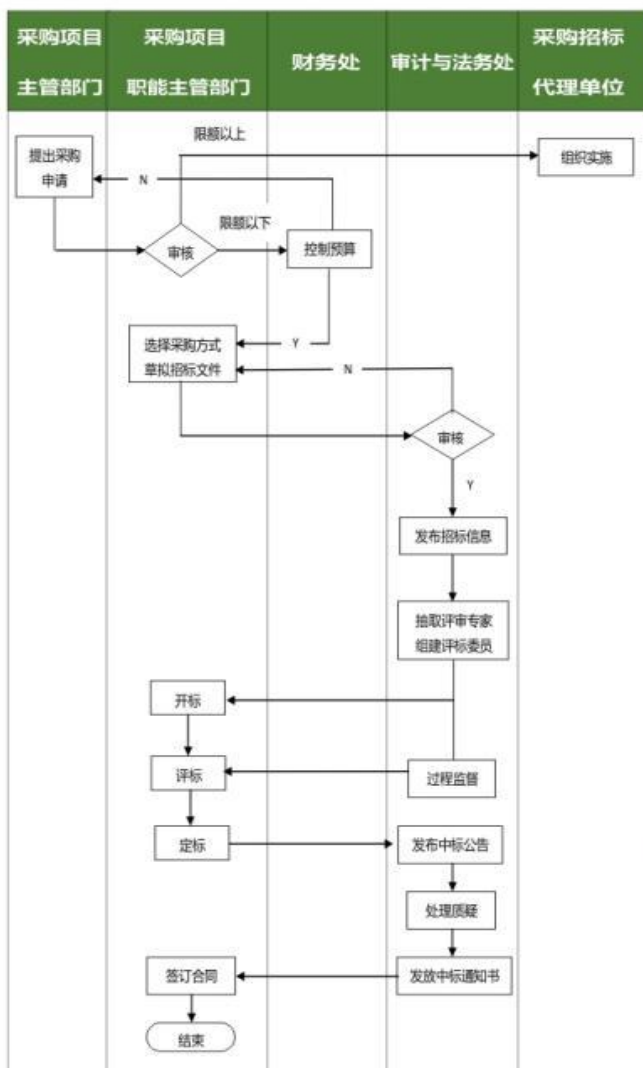 采购项目
主管部门
采购项目
职能主管部门
财务处
审计与法务处
采购招标
代理单位
限额以上
提出采购
申请
组织实施
N
限额以下
审核
控制预算
选择采购方式
草拟招标文件
Y
N
审核
Y
发布招标信息
抽取评审专家
组建评标委员
开标
评标
过程监督
定标
发布中标公告
处理质疑
签订合同
发放中标通知书
结束